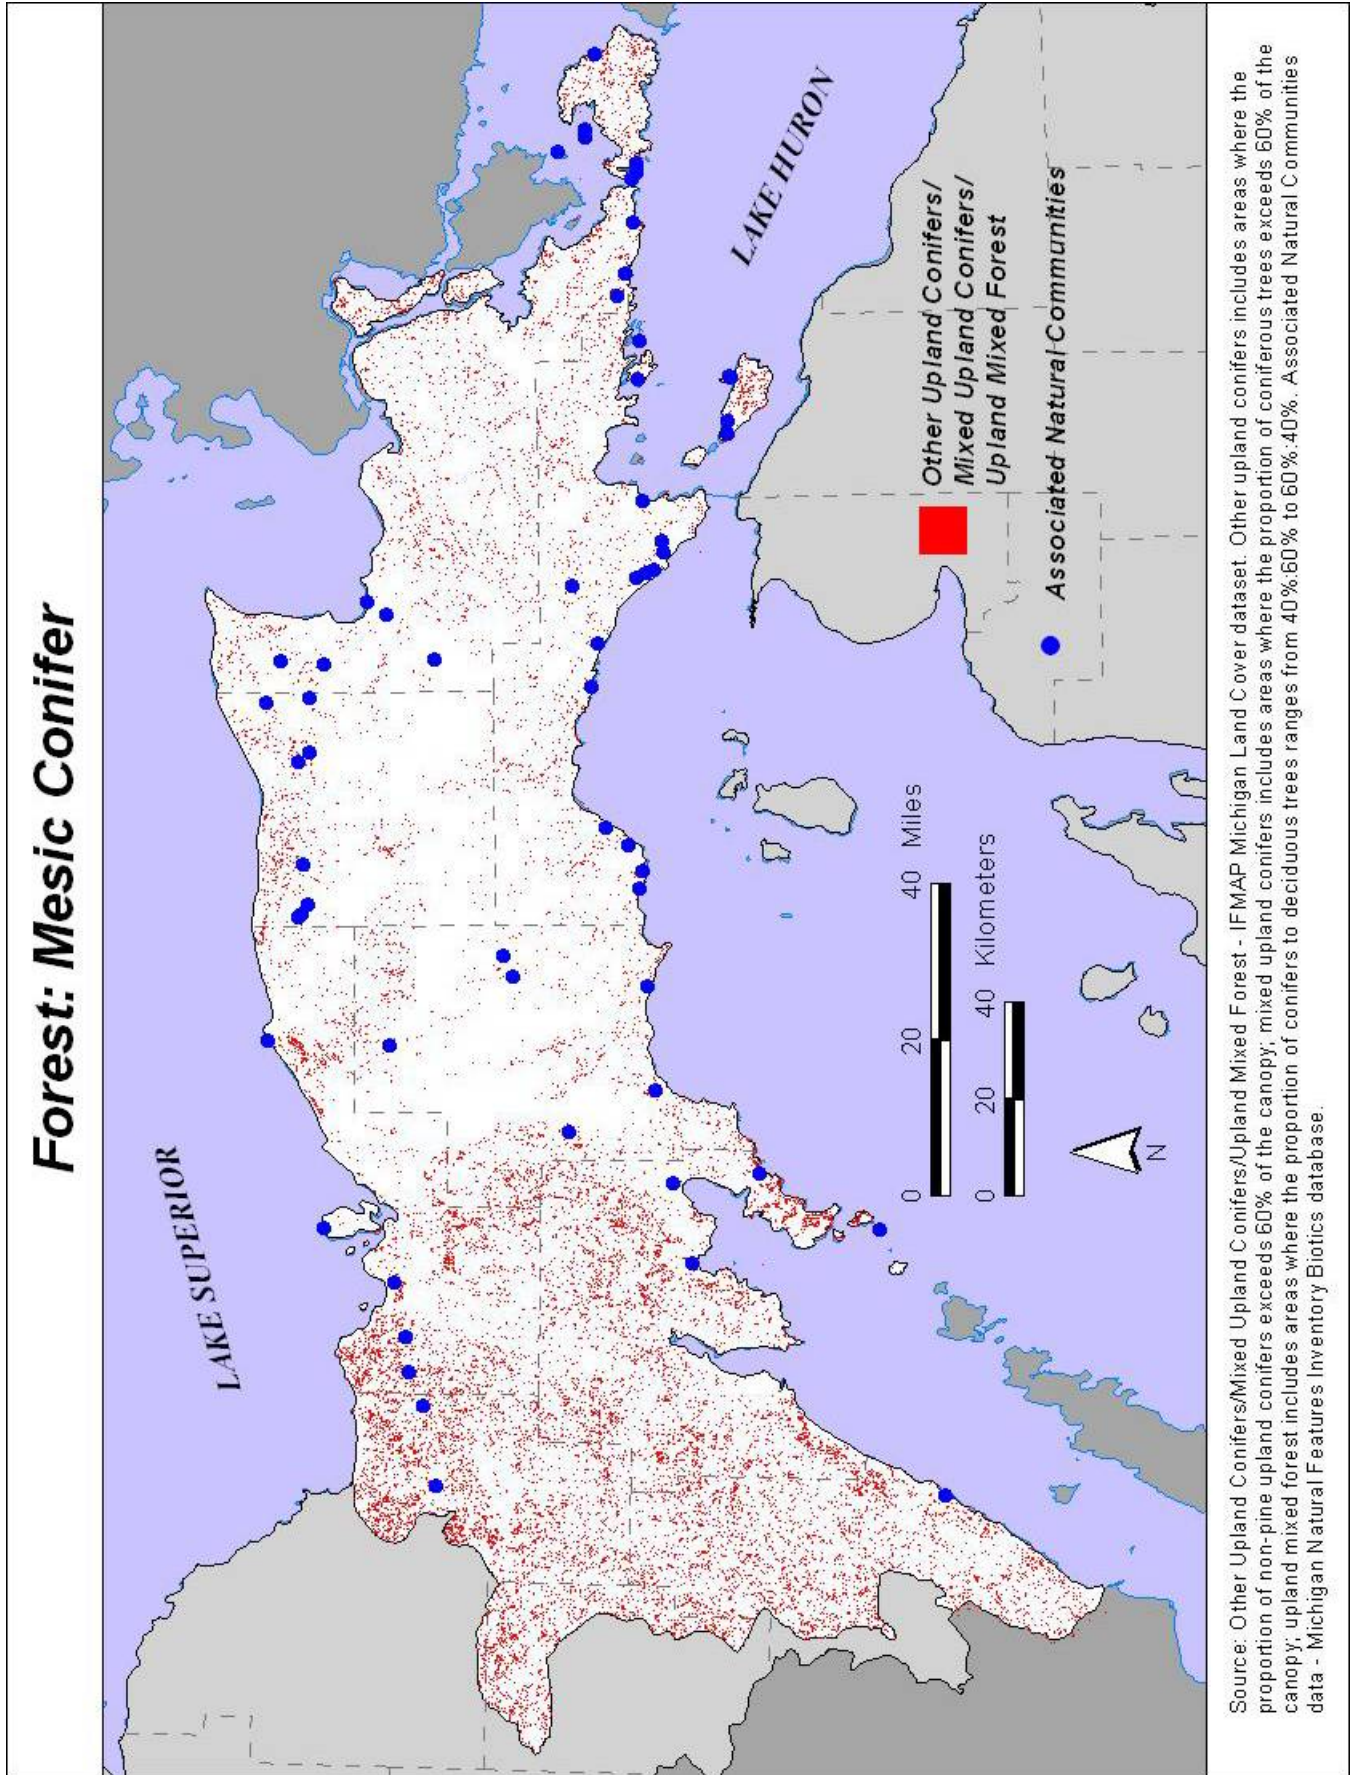 Forest: Mesic Conifer
LAKE SUPERIOR
LAKE HURON
Other Upland Conifers/
Mixed Upland Conifers/
Upland Mixed Forest
Associated Natural Communities
0 20 40 Miles
0 20 40 Kilometers
N
Source: Other Upland Conifers/Mixed Upland Conifers/Upland Mixed Forest - IFMAP Michigan Land Cover dataset. Other upland conifers includes areas where the
proportion of non-pine upland conifers exceeds 60% of the canopy; mixed upland conifers includes areas where the proportion of coniferous trees exceeds 60% of the
canopy; upland mixed forest includes areas where the proportion of conifers to deciduous trees ranges from 40%:60% to 60%:40%. Associated Natural Communities
data - Michigan Natural Features Inventory Biotics database.